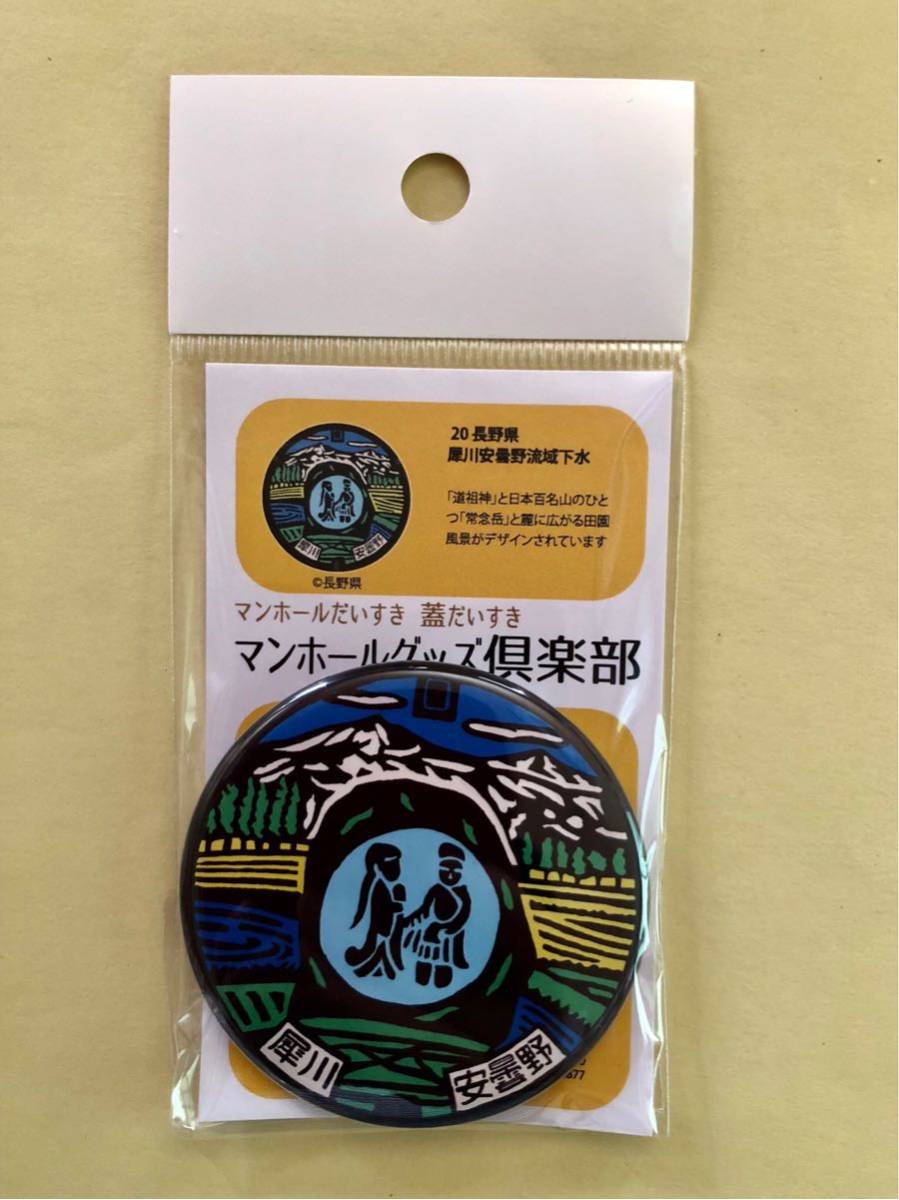 20 長野県
犀川安曇野流域下水
「道祖神」と日本百名山のひと
つ「常念岳」と麓に広がる田園
風景がデザインされています
犀川
安曇野
©長野県
マンホールだいすき 蓋だいすき
マンホールグッズ倶楽部
犀川
安曇野